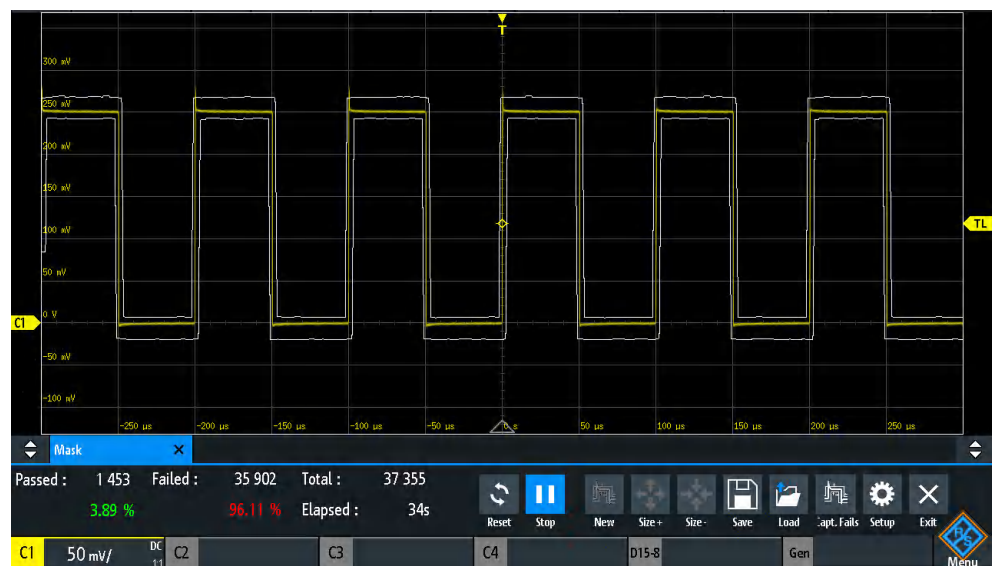 T
300 mV
250 mV
200 mV
150 mV
100 mV
TL
50 mV
0 V
C1
-50 mV
-100 mV
-250 µs -200 µs -150 µs -100 µs -50 µs 0 s 50 µs 100 µs 150 µs 200 µs 250 µs
Mask ×
Passed : 1 453 Failed : 35 902 Total : 37 355
3.89 % 96.11 % Elapsed : 34s
Reset Stop New Size+ Size- Save Load Capt. Fails Setup Exit
C1 50 mV/ DC 1:1 C2 C3 C4 D15-8 Gen R&S Menu